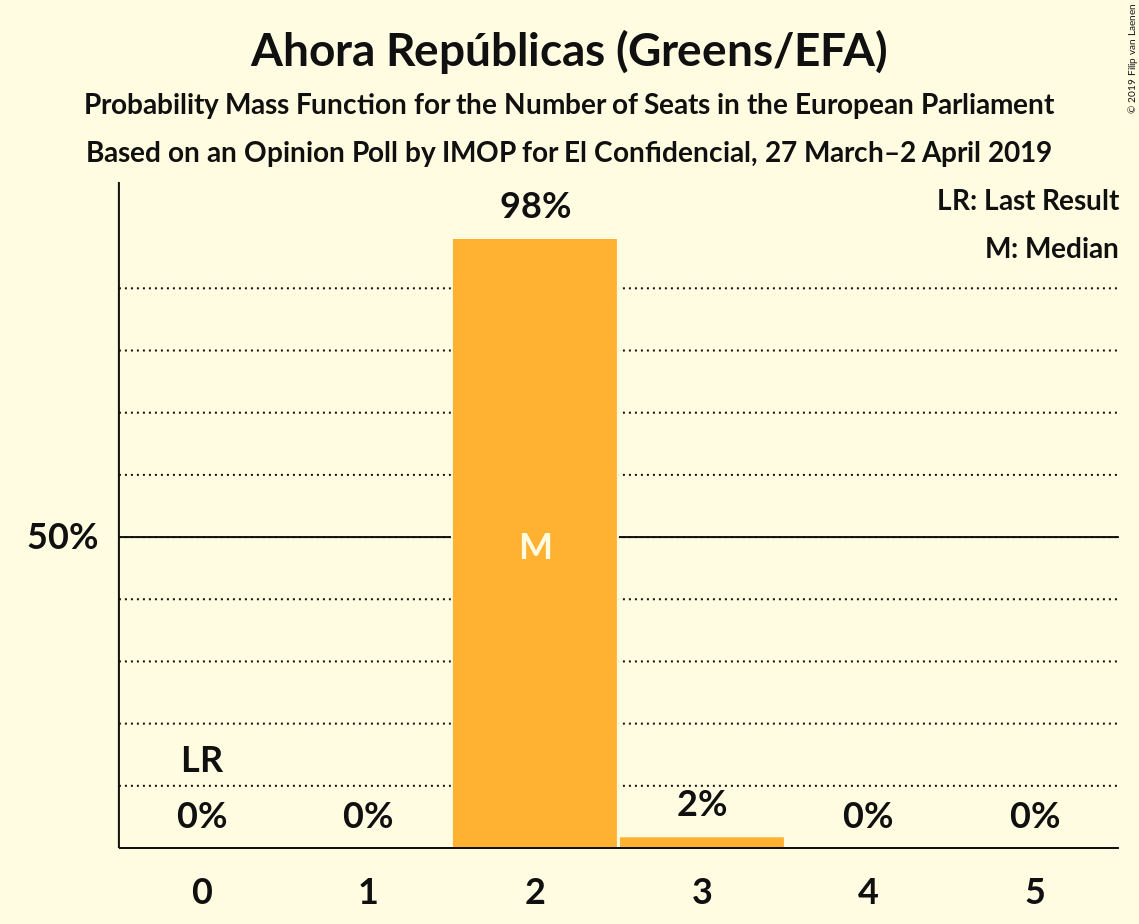 Ahora Repúblicas (Greens/EFA)
Probability Mass Function for the Number of Seats in the European Parliament
Based on an Opinion Poll by IMOP for El Confidencial, 27 March–2 April 2019
© 2019 Filip van Laenen
LR: Last Result
M: Median
98%
50%
M
LR
0%
0%
2%
0%
0%
0
1
2
3
4
5